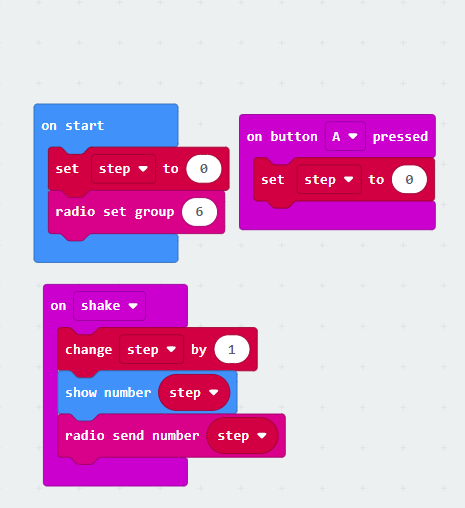 on start
set step to 0
radio set group 6
on button A pressed
set step to 0
on shake
change step by 1
show number step
radio send number step